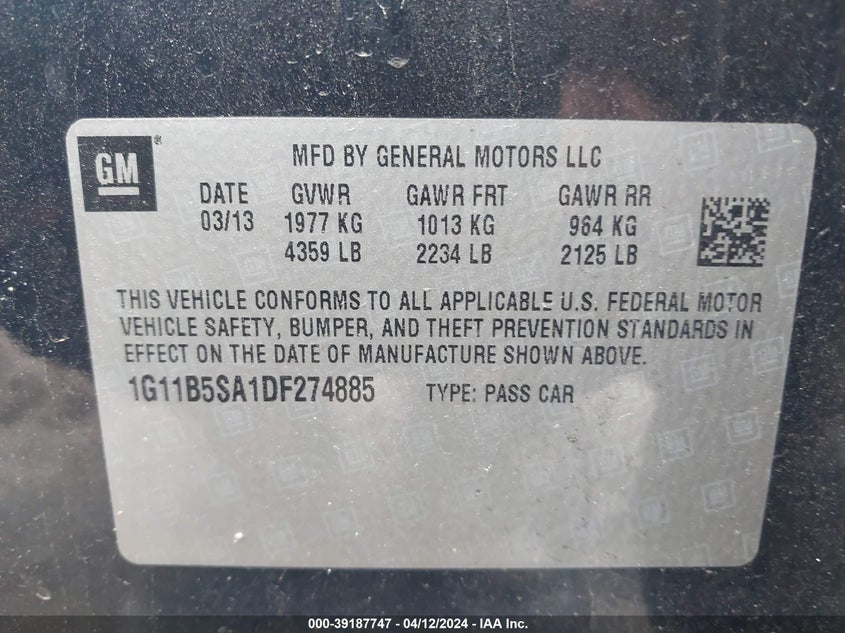 GM ®
MFD BY GENERAL MOTORS LLC
DATE GVWR GAWR FRT GAWR RR
03/13 1977 KG 1013 KG 964 KG
4359 LB 2234 LB 2125 LB
THIS VEHICLE CONFORMS TO ALL APPLICABLE U.S. FEDERAL MOTOR
VEHICLE SAFETY, BUMPER, AND THEFT PREVENTION STANDARDS IN
EFFECT ON THE DATE OF MANUFACTURE SHOWN ABOVE.
1G11B5SA1DF274885 TYPE: PASS CAR
000-39187747 - 04/12/2024 - IAA Inc.